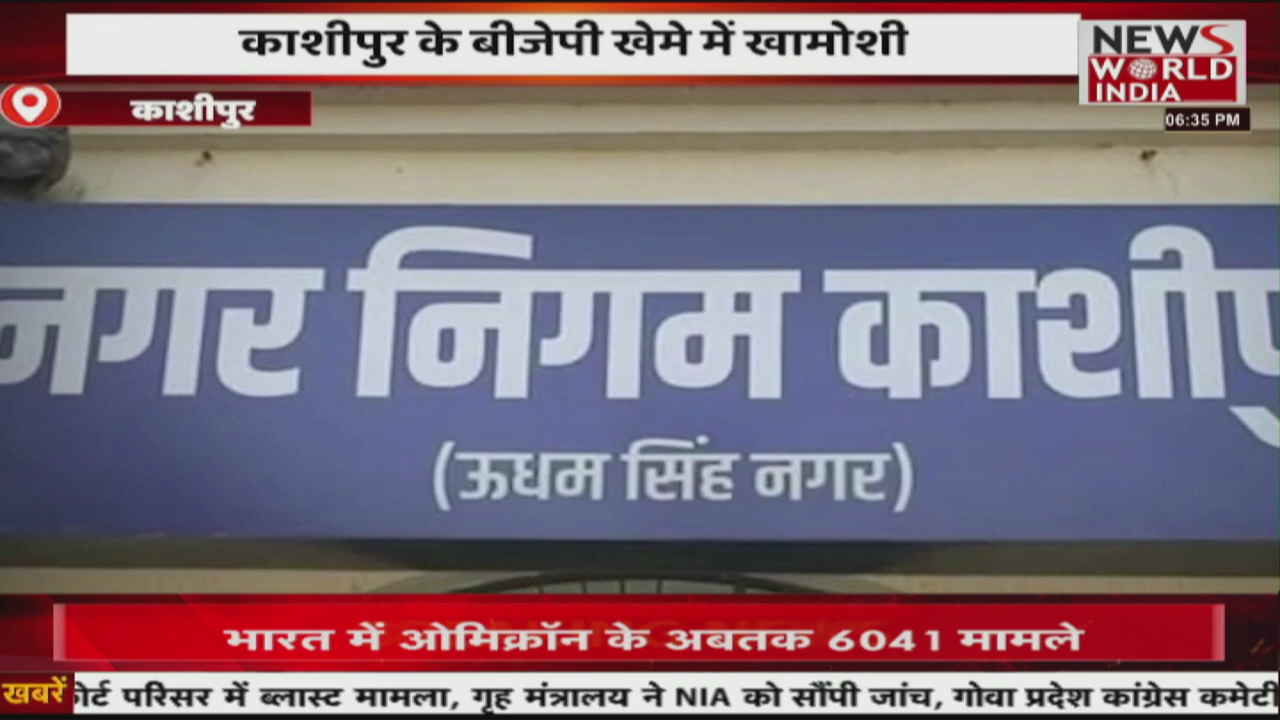 काशीपुर के बीजेपी खेमे में खामोशी
NEWS
WORLD
INDIA
काशीपुर
06:35 PM
नगर निगम काशीपु
(ऊधम सिंह नगर)
भारत में ओमिक्रॉन के अबतक 6041 मामले
खबरें
ोर्ट परिसर में ब्लास्ट मामला, गृह मंत्रालय ने NIA को सौंपी जांच, गोवा प्रदेश कांग्रेस कमेटी